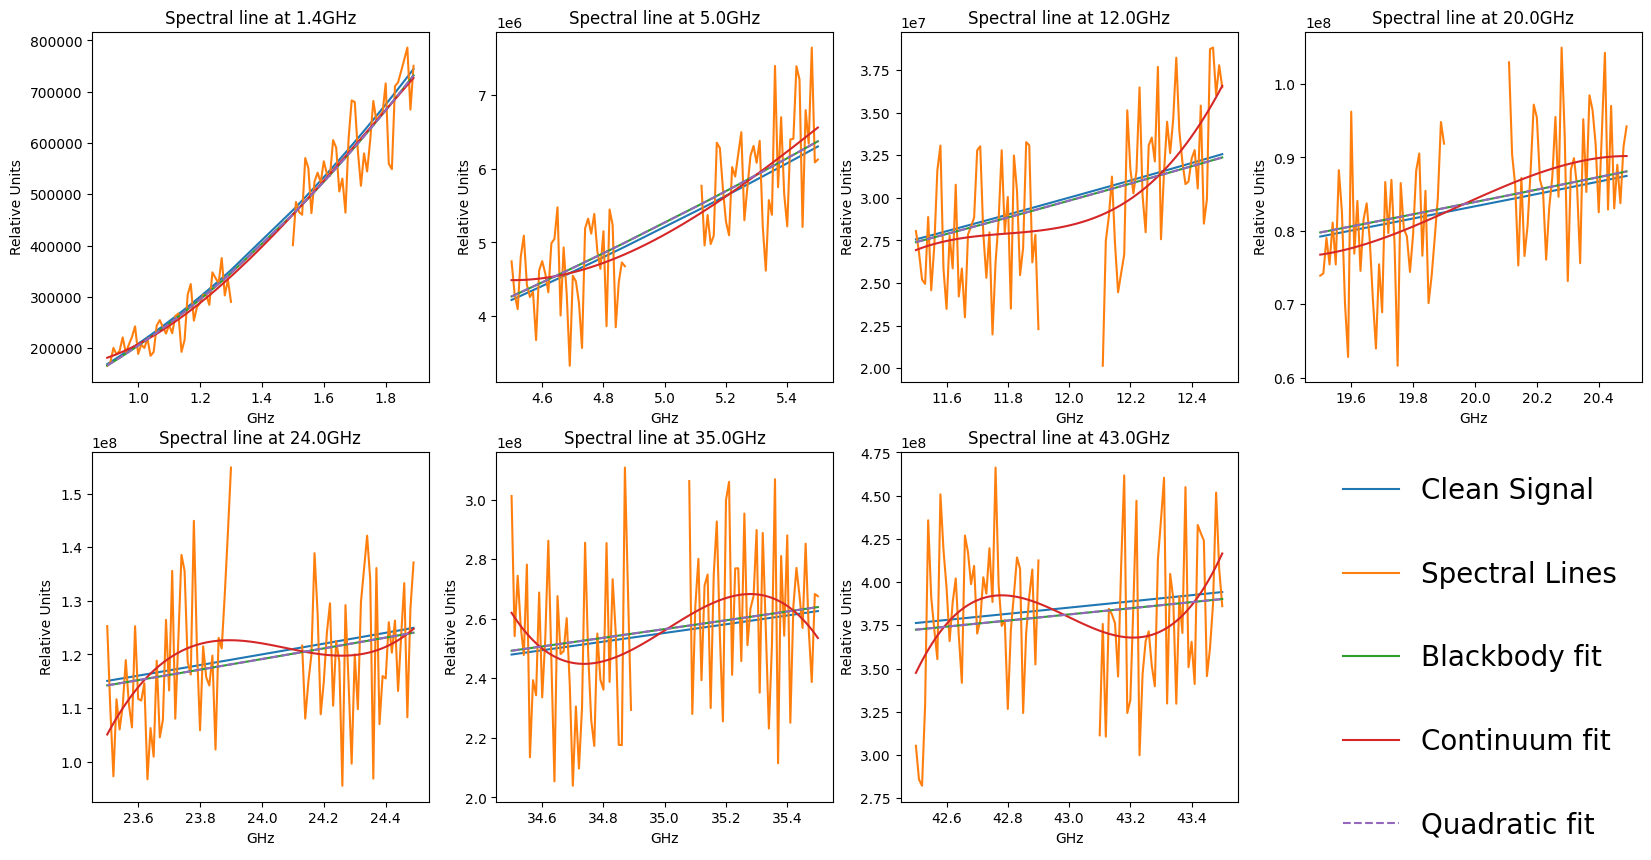 Spectral line at 1.4GHz
800000
700000
600000
500000
400000
300000
200000
Relative Units
1.0 1.2 1.4 1.6 1.8
GHz
Spectral line at 5.0GHz
1e6
7
6
5
4
Relative Units
4.6 4.8 5.0 5.2 5.4
GHz
Spectral line at 12.0GHz
1e7
3.75
3.50
3.25
3.00
2.75
2.50
2.25
2.00
Relative Units
11.6 11.8 12.0 12.2 12.4
GHz
Spectral line at 20.0GHz
1e8
1.0
0.9
0.8
0.7
0.6
Relative Units
19.6 19.8 20.0 20.2 20.4
GHz
Spectral line at 24.0GHz
1e8
1.5
1.4
1.3
1.2
1.1
1.0
Relative Units
23.6 23.8 24.0 24.2 24.4
GHz
Spectral line at 35.0GHz
1e8
3.0
2.8
2.6
2.4
2.2
2.0
Relative Units
34.6 34.8 35.0 35.2 35.4
GHz
Spectral line at 43.0GHz
1e8
4.75
4.50
4.25
4.00
3.75
3.50
3.25
3.00
2.75
Relative Units
42.6 42.8 43.0 43.2 43.4
GHz
Clean Signal
Spectral Lines
Blackbody fit
Continuum fit
Quadratic fit